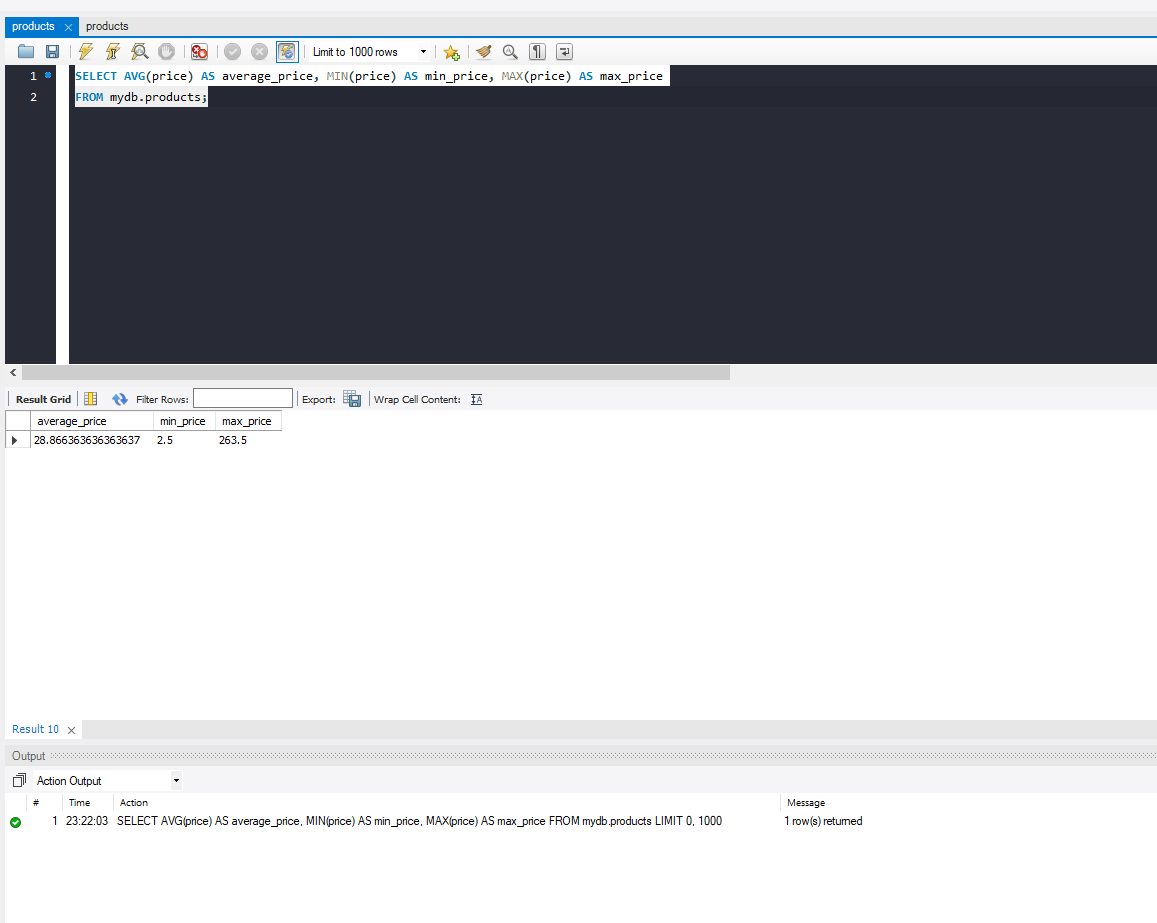 products products
Limit to 1000 rows
1 SELECT AVG(price) AS average_price, MIN(price) AS min_price, MAX(price) AS max_price
2 FROM mydb.products;
Result Grid Filter Rows: Export: Wrap Cell Content:
average_price min_price max_price
28.866363636363637 2.5 263.5
Result 10
Output
Action Output
# Time Action Message
1 23:22:03 SELECT AVG(price) AS average_price, MIN(price) AS min_price, MAX(price) AS max_price FROM mydb.products LIMIT 0, 1000 1 row(s) returned